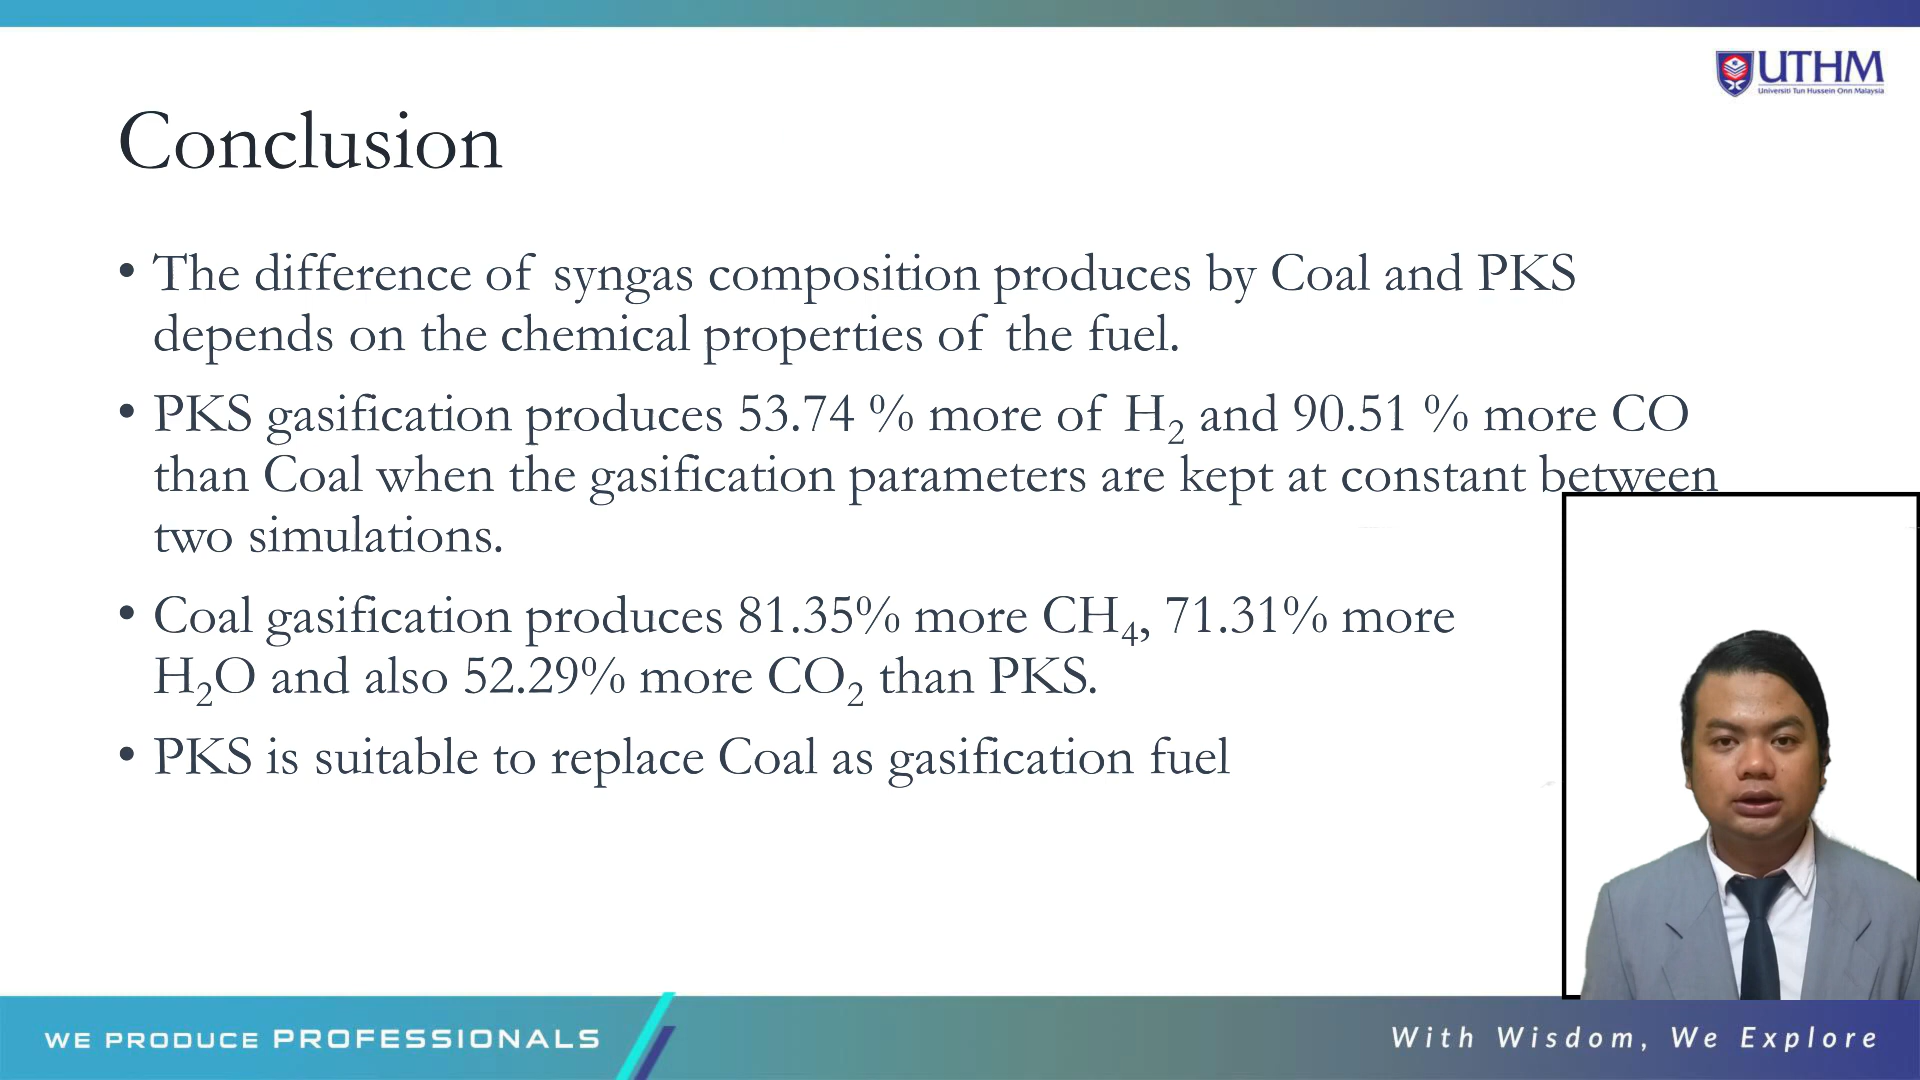 UTHM
Universiti Tun Hussein Onn Malaysia
Conclusion
• The difference of syngas composition produces by Coal and PKS
depends on the chemical properties of the fuel.
• PKS gasification produces 53.74 % more of H₂ and 90.51 % more CO
than Coal when the gasification parameters are kept at constant between
two simulations.
• Coal gasification produces 81.35% more CH₄, 71.31% more
H₂O and also 52.29% more CO₂ than PKS.
• PKS is suitable to replace Coal as gasification fuel
WE PRODUCE PROFESSIONALS
With Wisdom, We Explore